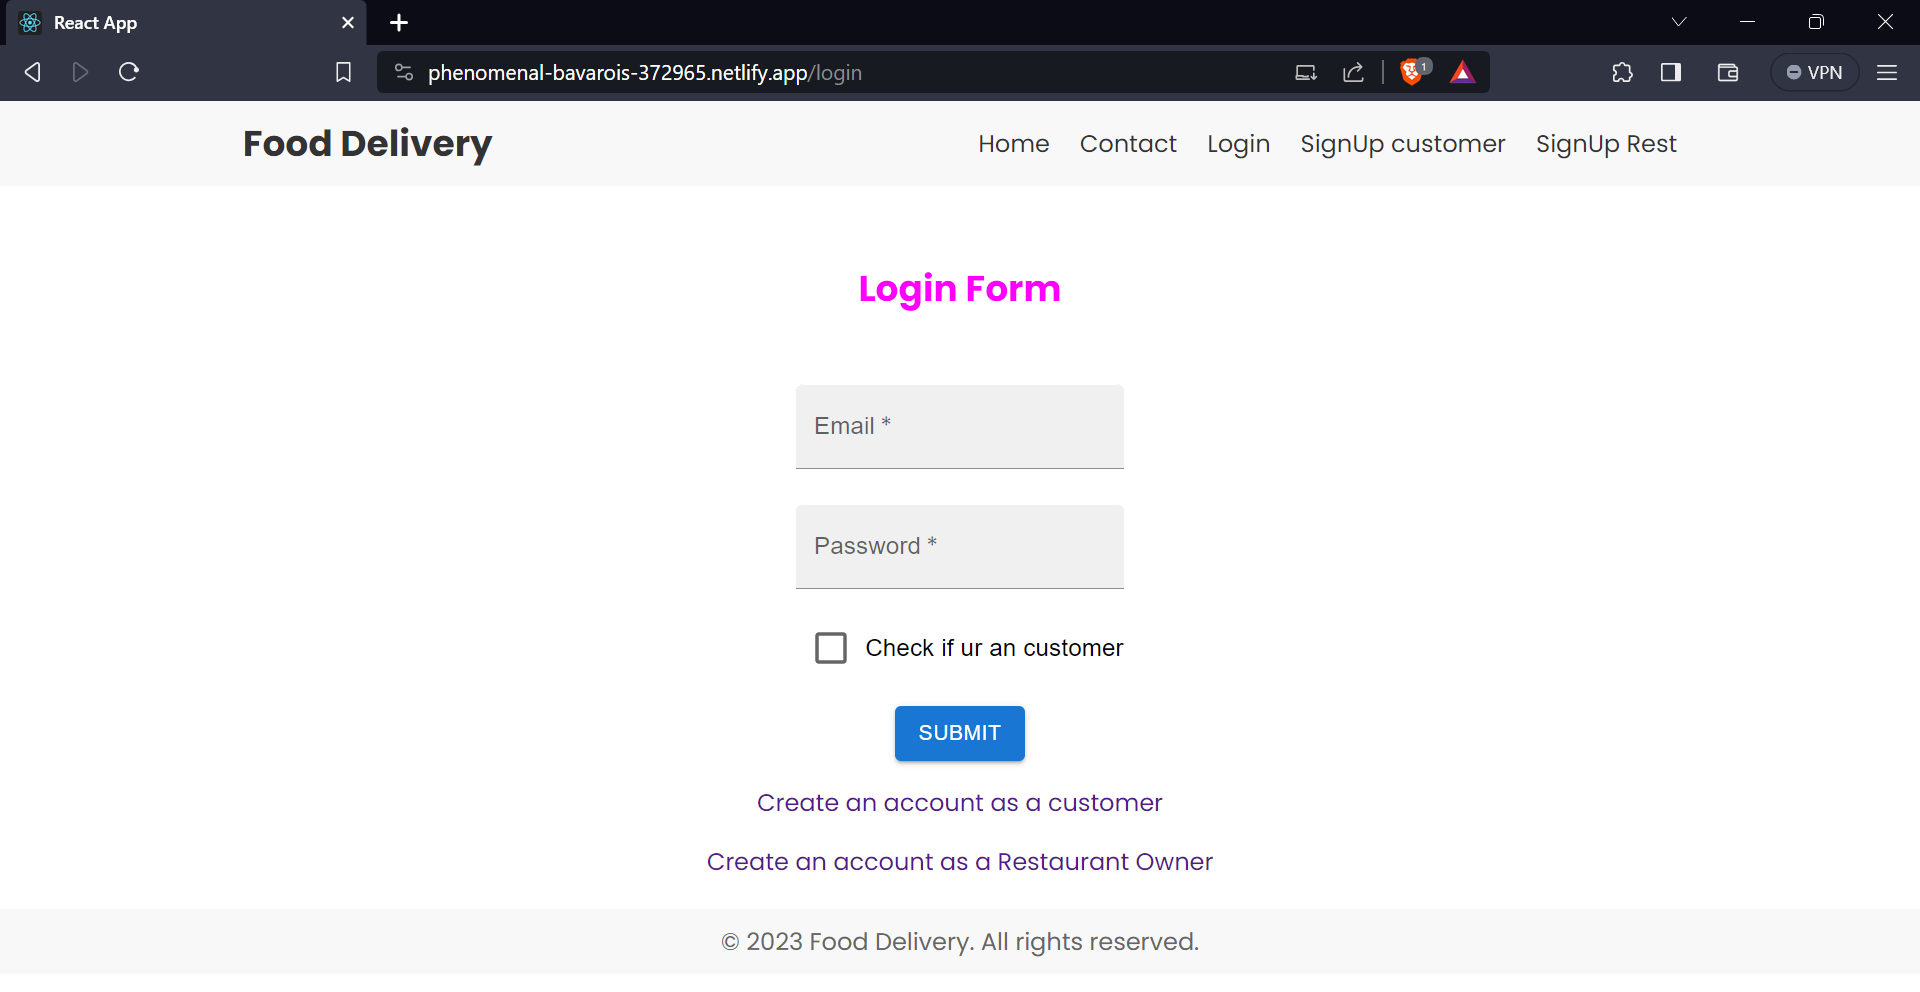 React App
phenomenal-bavarois-372965.netlify.app/login
1
VPN
Food Delivery
Home Contact Login SignUp customer SignUp Rest
Login Form
Email *
Password *
Check if ur an customer
SUBMIT
Create an account as a customer
Create an account as a Restaurant Owner
© 2023 Food Delivery. All rights reserved.